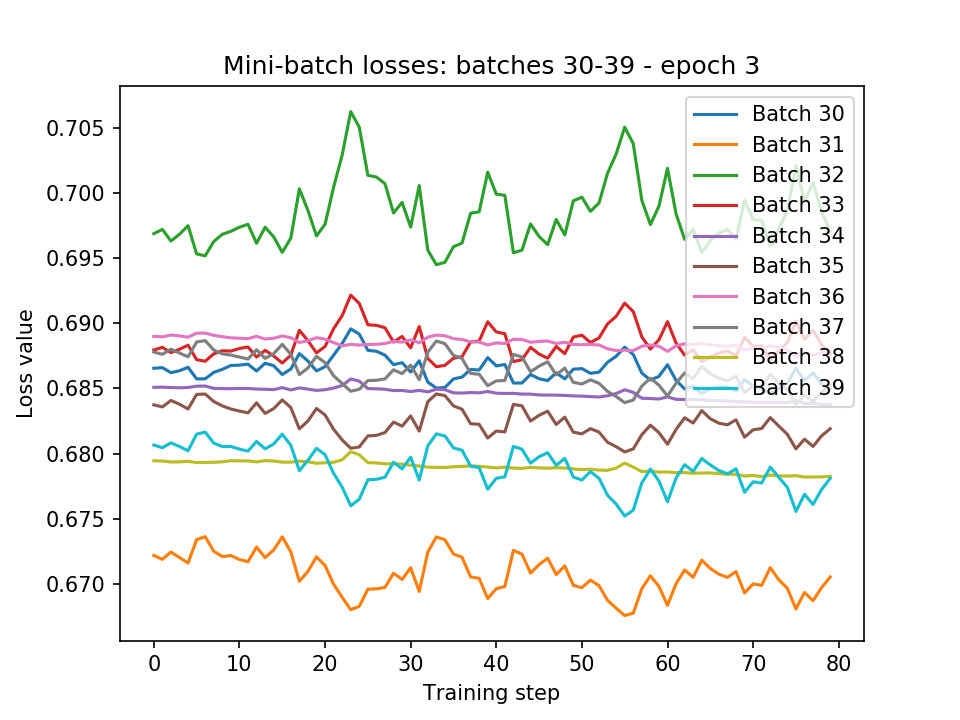 Mini-batch losses: batches 30-39 - epoch 3
Loss value
0.705
0.700
0.695
0.690
0.685
0.680
0.675
0.670
Batch 30
Batch 31
Batch 32
Batch 33
Batch 34
Batch 35
Batch 36
Batch 37
Batch 38
Batch 39
0 10 20 30 40 50 60 70 80
Training step